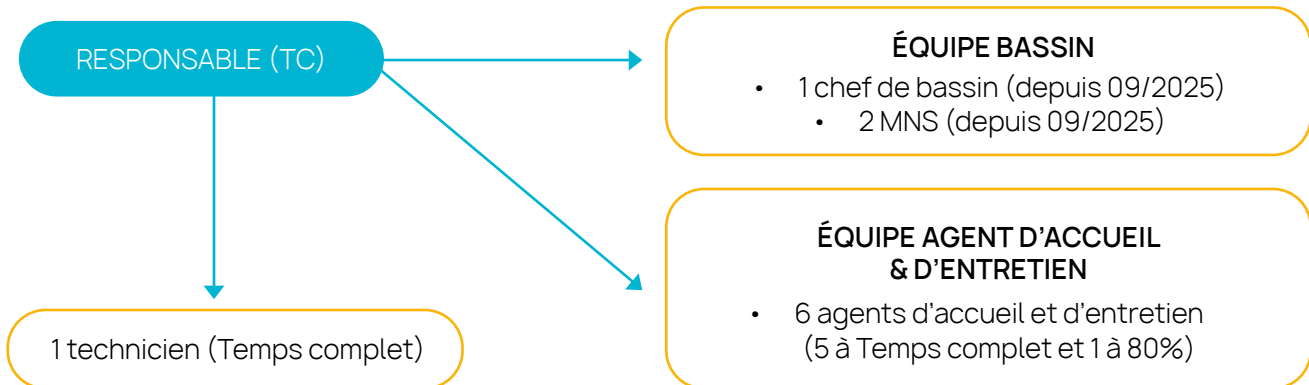 RESPONSABLE (TC)
ÉQUIPE BASSIN
• 1 chef de bassin (depuis 09/2025)
• 2 MNS (depuis 09/2025)
ÉQUIPE AGENT D’ACCUEIL
& D’ENTRETIEN
• 6 agents d’accueil et d’entretien
(5 à Temps complet et 1 à 80%)
1 technicien (Temps complet)